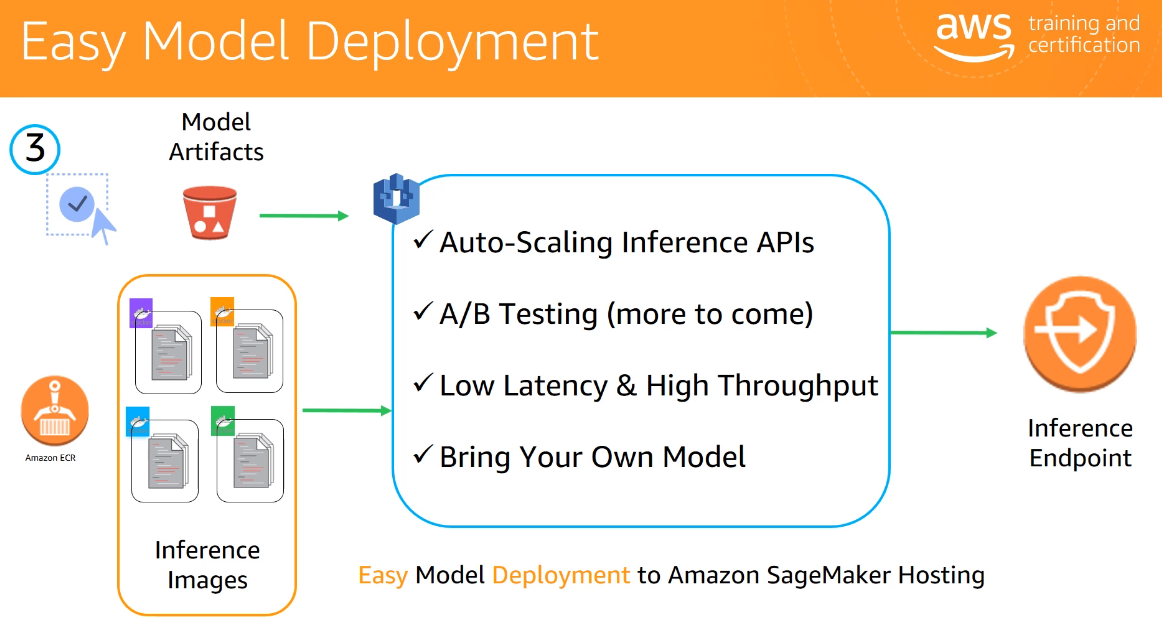 Easy Model Deployment
aws training and
certification
3
Model
Artifacts
✓ Auto-Scaling Inference APIs
✓ A/B Testing (more to come)
✓ Low Latency & High Throughput
✓ Bring Your Own Model
Amazon ECR
Inference
Images
Inference
Endpoint
Easy Model Deployment to Amazon SageMaker Hosting